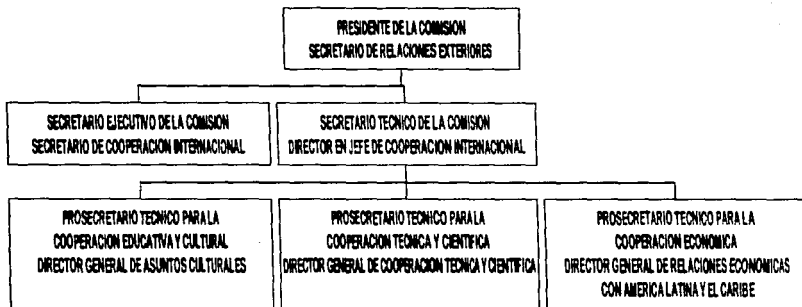 PRESIDENTE DE LA COMISION
SECRETARIO DE RELACIONES EXTERIORES
SECRETARIO EJECUTIVO DE LA COMISION
SECRETARIO DE COOPERACION INTERNACIONAL
SECRETARIO TECNICO DE LA COMISION
DIRECTOR EN JEFE DE COOPERACION INTERNACIONAL
PROSECRETARIO TECNICO PARA LA
COOPERACION EDUCATIVA Y CULTURAL
DIRECTOR GENERAL DE ASUNTOS CULTURALES
PROSECRETARIO TECNICO PARA LA
COOPERACION TECNICA Y CIENTIFICA
DIRECTOR GENERAL DE COOPERACION TECNICA Y CIENTIFICA
PROSECRETARIO TECNICO PARA LA
COOPERACION ECONOMICA
DIRECTOR GENERAL DE RELACIONES ECONOMICAS
CON AMERICA LATINA Y EL CARIBE